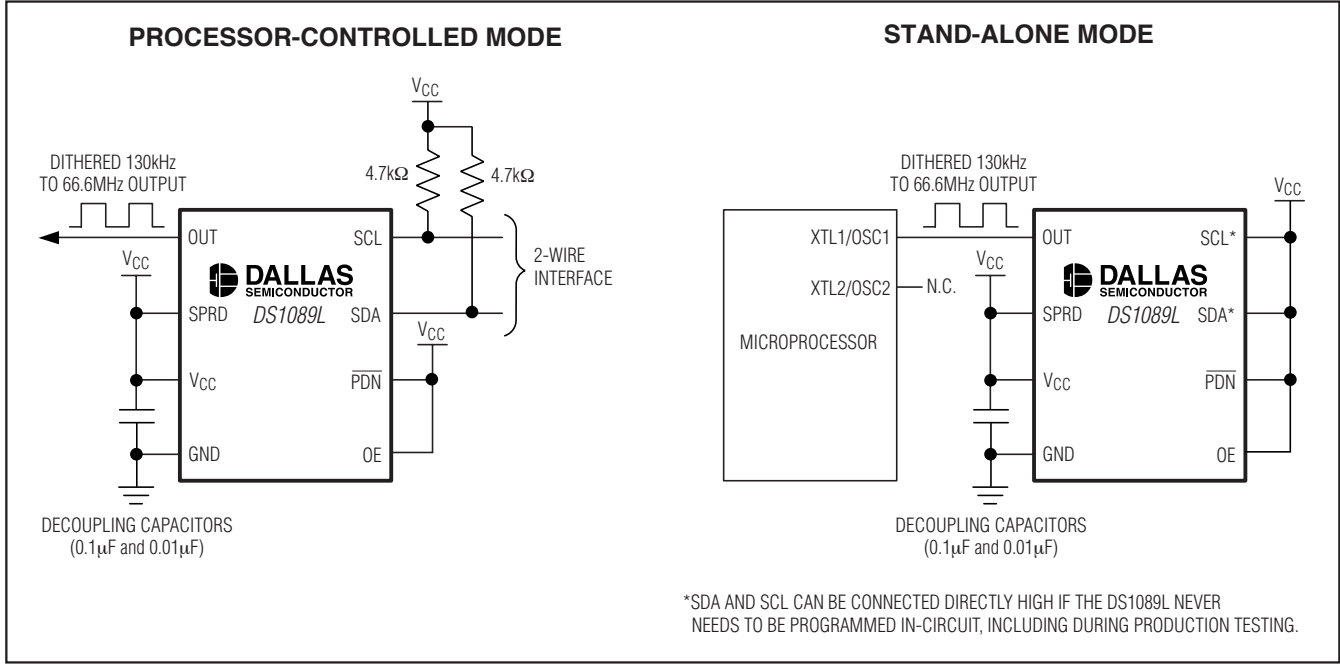 PROCESSOR-CONTROLLED MODE
VCC
DITHERED 130kHz
TO 66.6MHz OUTPUT
4.7kΩ
4.7kΩ
OUT
SCL
VCC
DALLAS
SEMICONDUCTOR
2-WIRE
INTERFACE
SPRD
DS1089L
SDA
VCC
VCC
PDN
GND
OE
DECOUPLING CAPACITORS
(0.1μF and 0.01μF)
STAND-ALONE MODE
DITHERED 130kHz
TO 66.6MHz OUTPUT
VCC
XTL1/OSC1
OUT
SCL*
VCC
DALLAS
SEMICONDUCTOR
XTL2/OSC2
N.C.
SPRD
DS1089L
SDA*
MICROPROCESSOR
VCC
PDN
GND
OE
DECOUPLING CAPACITORS
(0.1μF and 0.01μF)
*SDA AND SCL CAN BE CONNECTED DIRECTLY HIGH IF THE DS1089L NEVER
NEEDS TO BE PROGRAMMED IN-CIRCUIT, INCLUDING DURING PRODUCTION TESTING.